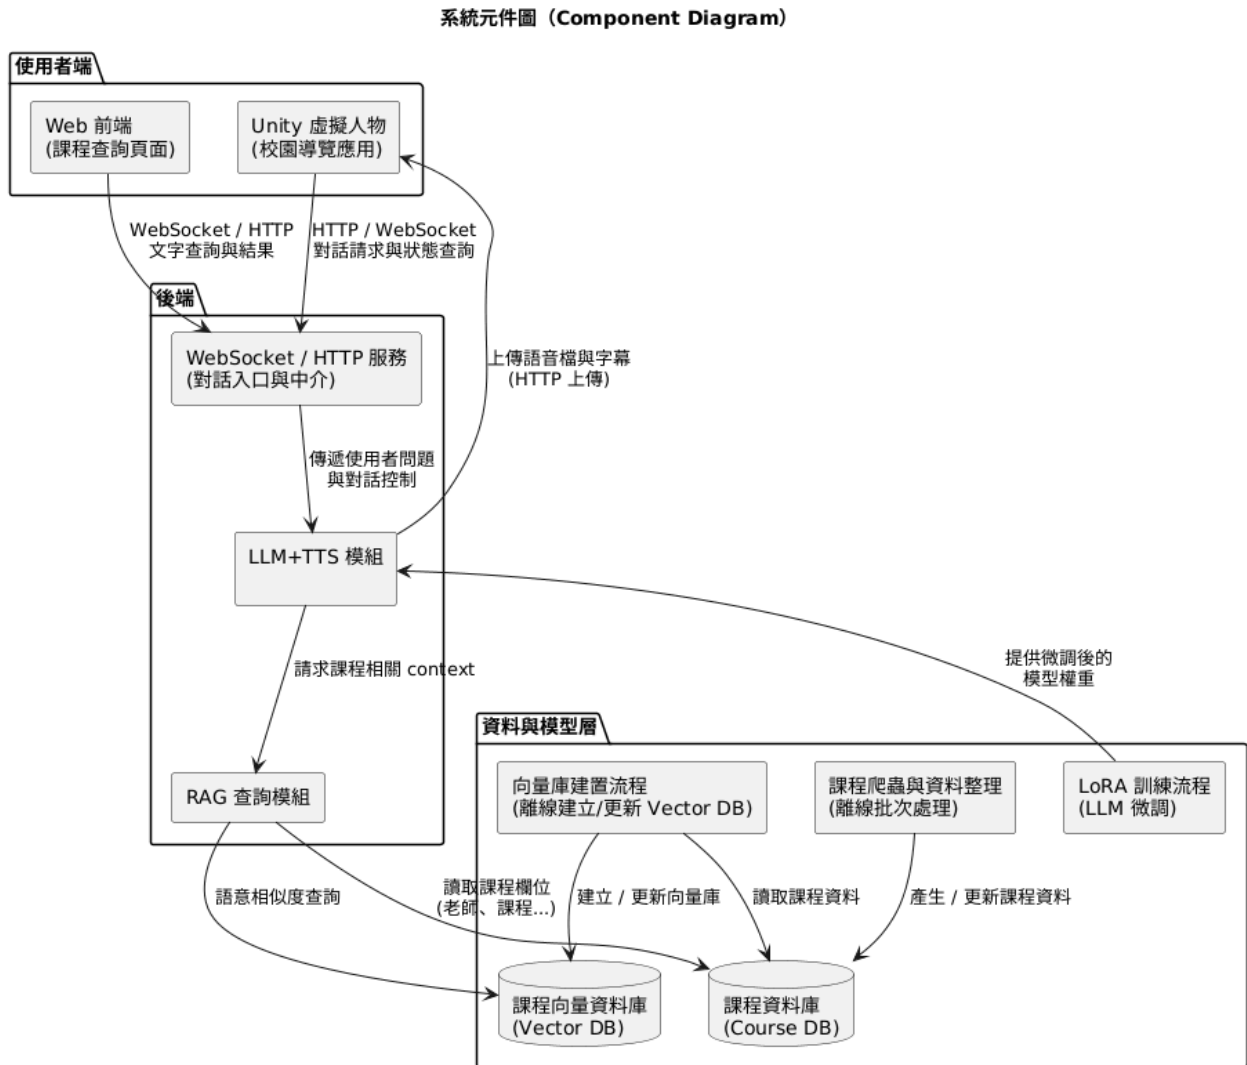 系統元件圖（Component Diagram）
使用者端
Web 前端
(課程查詢頁面)
Unity 虛擬人物
(校園導覽應用)
WebSocket / HTTP
文字查詢與結果
HTTP / WebSocket
對話請求與狀態查詢
後端
WebSocket / HTTP 服務
(對話入口與中介)
上傳語音檔與字幕
(HTTP 上傳)
傳遞使用者問題
與對話控制
LLM+TTS 模組
請求課程相關 context
提供微調後的
模型權重
資料與模型層
RAG 查詢模組
向量庫建置流程
(離線建立/更新 Vector DB)
課程爬蟲與資料整理
(離線批次處理)
LoRA 訓練流程
(LLM 微調)
語意相似度查詢
讀取課程欄位
(老師、課程...)
建立 / 更新向量庫
讀取課程資料
產生 / 更新課程資料
課程向量資料庫
(Vector DB)
課程資料庫
(Course DB)